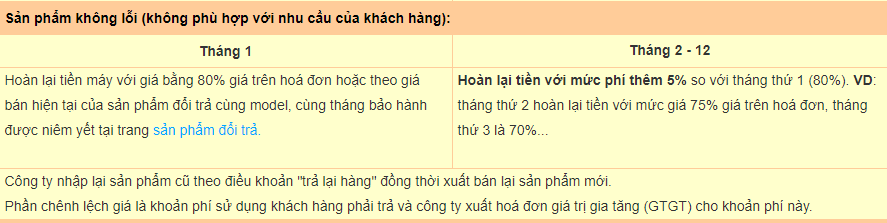 Sản phẩm không lỗi (không phù hợp với nhu cầu của khách hàng):
Tháng 1
Tháng 2 - 12
Hoàn lại tiền máy với giá bằng 80% giá trên hoá đơn hoặc theo giá
bán hiện tại của sản phẩm đổi trả cùng model, cùng tháng bảo hành
được niêm yết tại trang sản phẩm đổi trả.
Hoàn lại tiền với mức phí thêm 5% so với tháng thứ 1 (80%). VD:
tháng thứ 2 hoàn lại tiền với mức giá 75% giá trên hoá đơn, tháng
thứ 3 là 70%...
Công ty nhập lại sản phẩm cũ theo điều khoản "trả lại hàng" đồng thời xuất bán lại sản phẩm mới.
Phần chênh lệch giá là khoản phí sử dụng khách hàng phải trả và công ty xuất hoá đơn giá trị gia tăng (GTGT) cho khoản phí này.